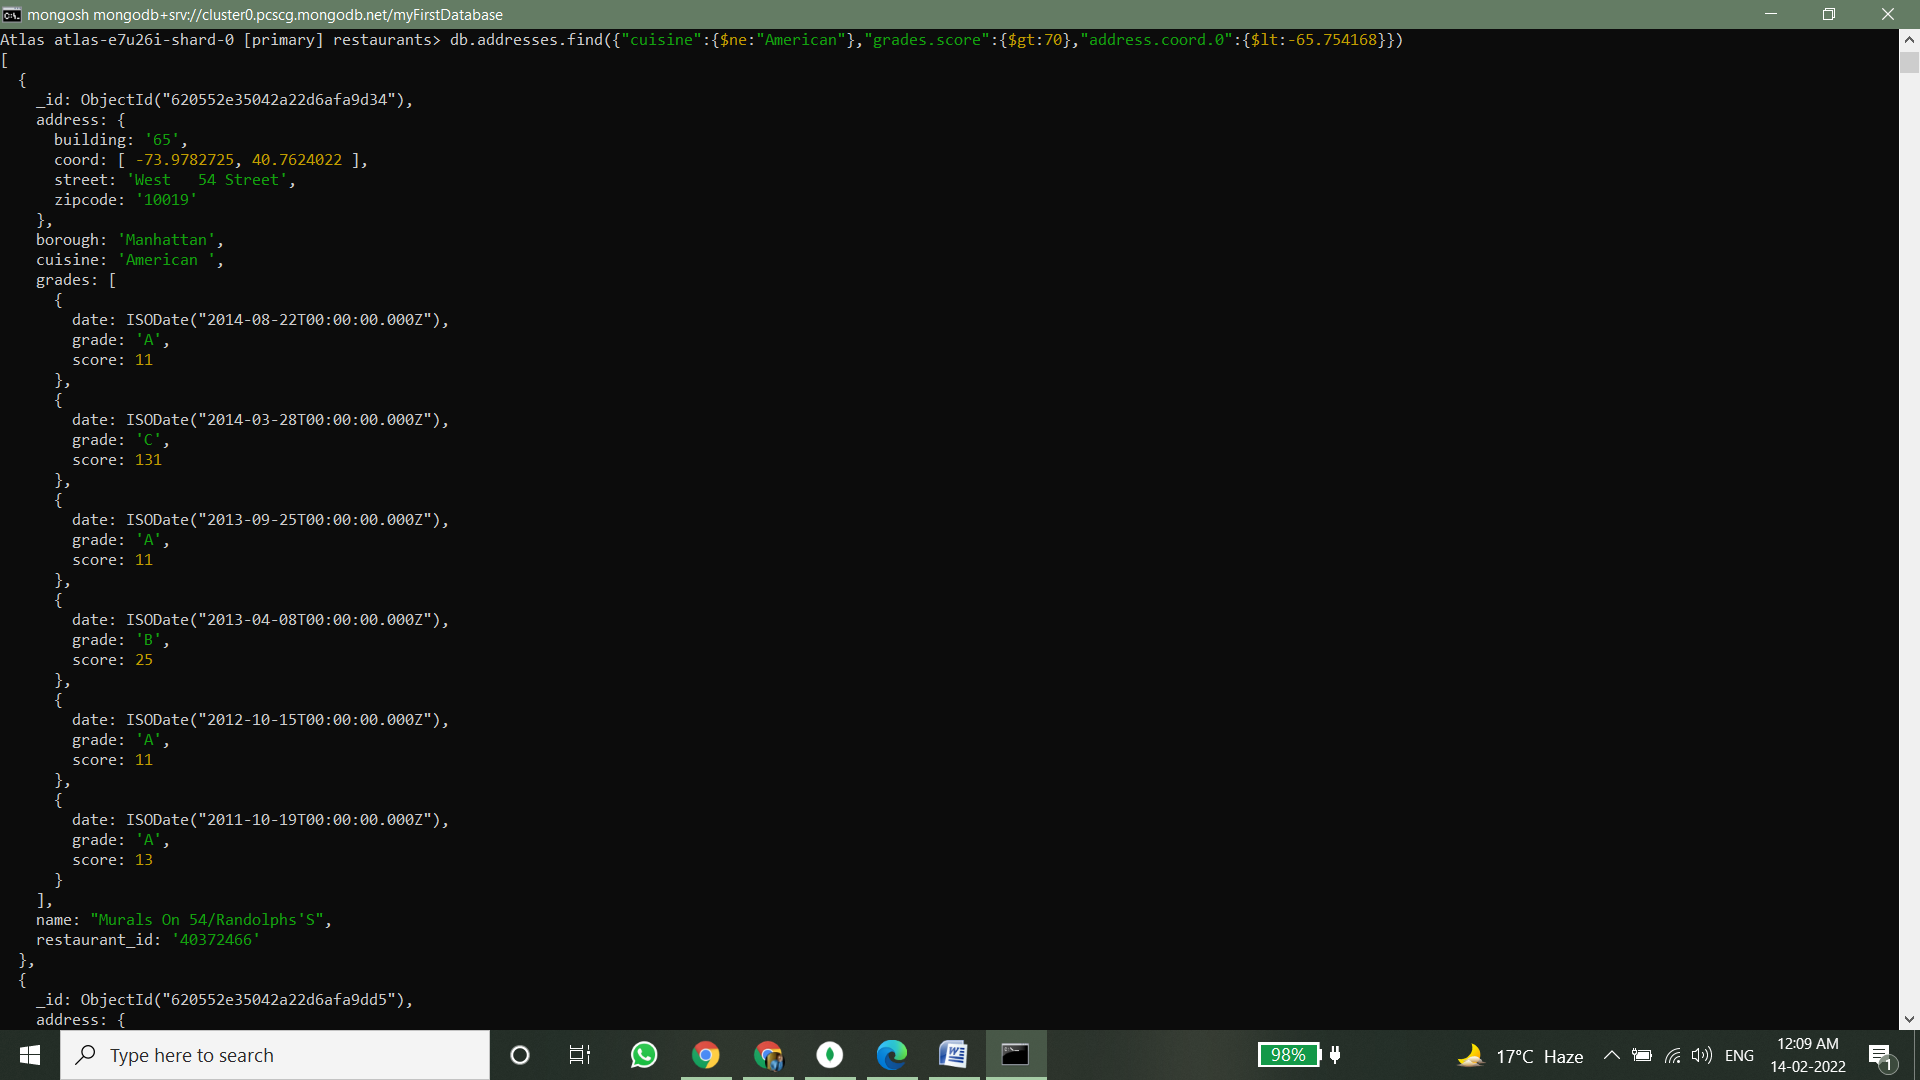 mongosh mongodb+srv://cluster0.pcscg.mongodb.net/myFirstDatabase
Atlas atlas-e7u26i-shard-0 [primary] restaurants> db.addresses.find({"cuisine":{$ne:"American"},"grades.score":{$gt:70},"address.coord.0":{$lt:-65.754168}})
[
  {
    _id: ObjectId("620552e35042a22d6afa9d34"),
    address: {
      building: '65',
      coord: [ -73.9782725, 40.7624022 ],
      street: 'West   54 Street',
      zipcode: '10019'
    },
    borough: 'Manhattan',
    cuisine: 'American ',
    grades: [
      {
        date: ISODate("2014-08-22T00:00:00.000Z"),
        grade: 'A',
        score: 11
      },
      {
        date: ISODate("2014-03-28T00:00:00.000Z"),
        grade: 'C',
        score: 131
      },
      {
        date: ISODate("2013-09-25T00:00:00.000Z"),
        grade: 'A',
        score: 11
      },
      {
        date: ISODate("2013-04-08T00:00:00.000Z"),
        grade: 'B',
        score: 25
      },
      {
        date: ISODate("2012-10-15T00:00:00.000Z"),
        grade: 'A',
        score: 11
      },
      {
        date: ISODate("2011-10-19T00:00:00.000Z"),
        grade: 'A',
        score: 13
      }
    ],
    name: "Murals On 54/Randolphs'S",
    restaurant_id: '40372466'
  },
  {
    _id: ObjectId("620552e35042a22d6afa9dd5"),
    address: {
Type here to search
98%
17°C Haze
ENG
12:09 AM
14-02-2022
1